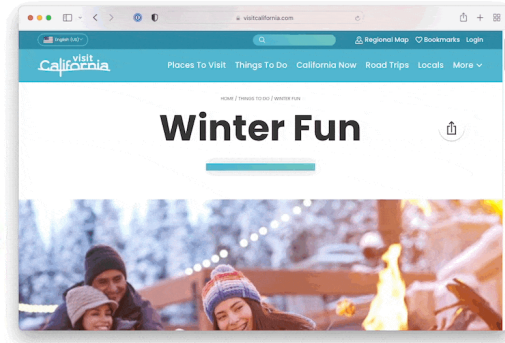 visitcalifornia.com
English (US)
Regional Map Bookmarks Login
visit
California
Places To Visit Things To Do California Now Road Trips Locals More
HOME / THINGS TO DO / WINTER FUN
Winter Fun